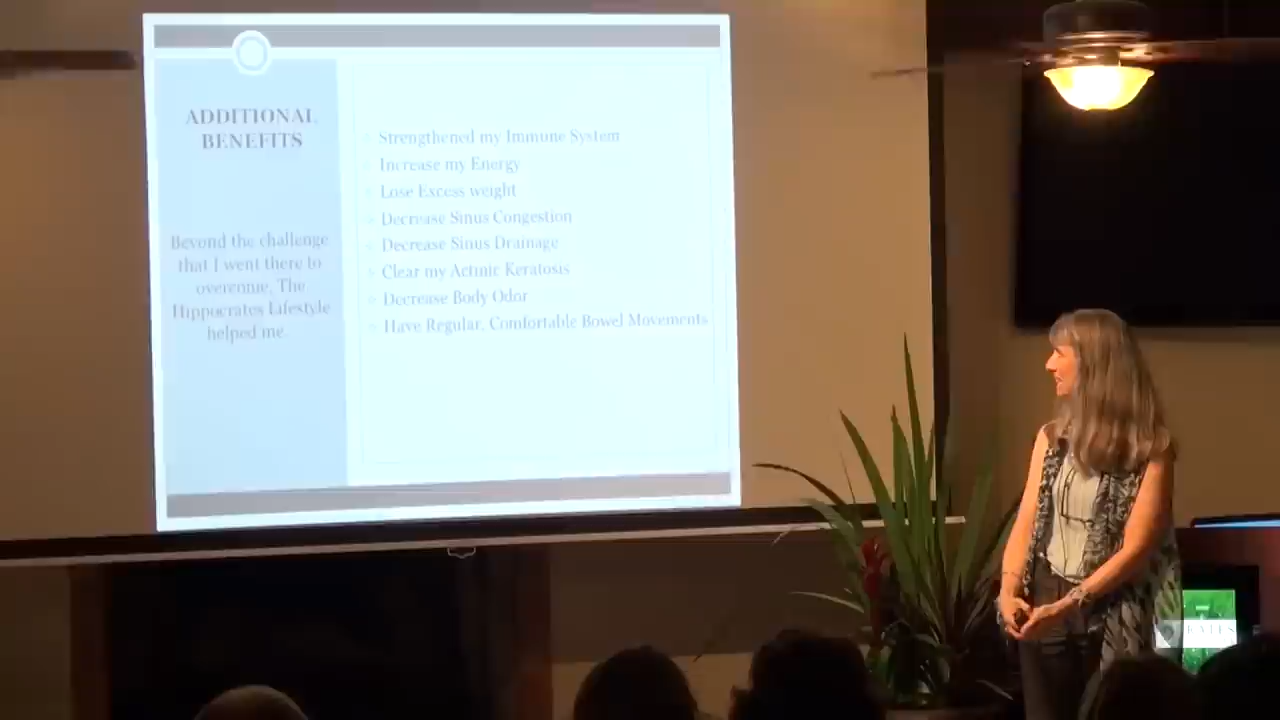 ADDITIONAL
BENEFITS
Beyond the challenge
that I went there to
overcome, The
Hippocrates Lifestyle
helped me.
Strengthened my Immune System
Increase my Energy
Lose Excess weight
Decrease Sinus Congestion
Decrease Sinus Drainage
Clear my Actinic Keratosis
Decrease Body Odor
Have Regular, Comfortable Bowel Movements